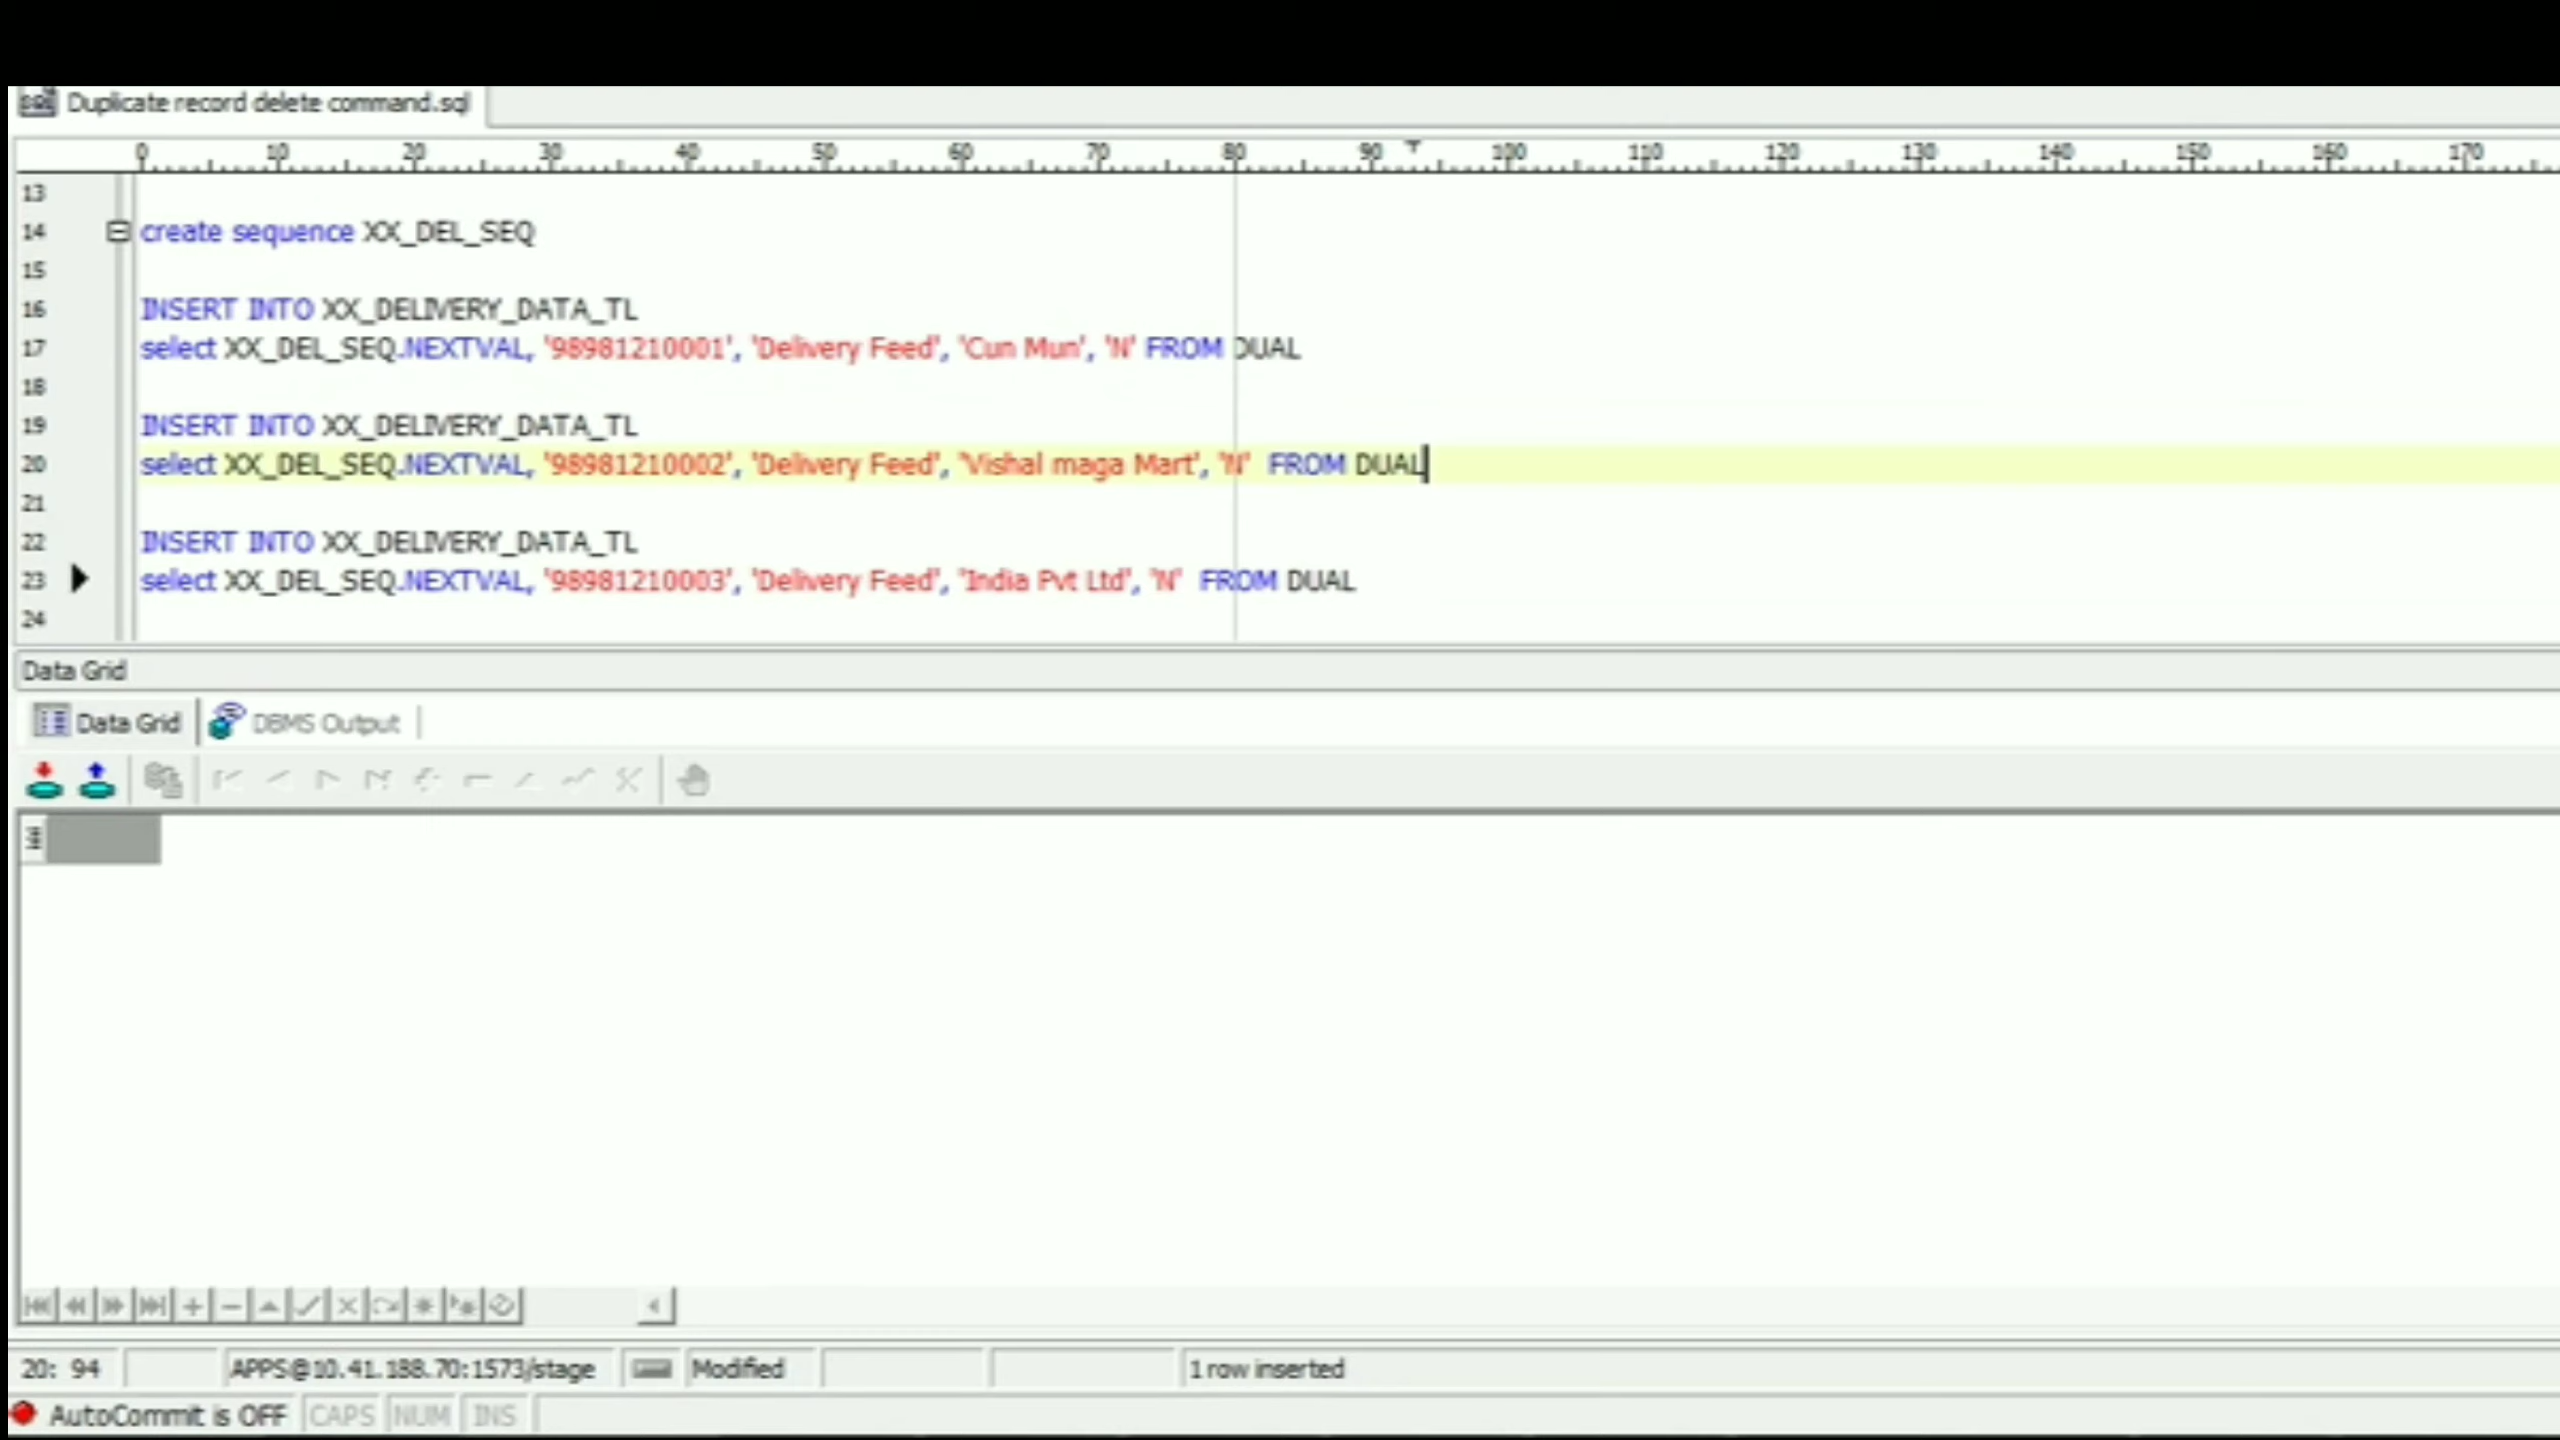 Duplicate record delete command.sql
0 10 20 30 40 50 60 70 80 90 100 110 120 130 140 150 160 170
13
14 create sequence XX_DEL_SEQ
15
16 INSERT INTO XX_DELIVERY_DATA_TL
17 select XX_DEL_SEQ.NEXTVAL, '98981210001', 'Delivery Feed', 'Cun Mun', 'N' FROM DUAL
18
19 INSERT INTO XX_DELIVERY_DATA_TL
20 select XX_DEL_SEQ.NEXTVAL, '98981210002', 'Delivery Feed', 'Vishal maga Mart', 'N'  FROM DUAL
21
22 INSERT INTO XX_DELIVERY_DATA_TL
23 select XX_DEL_SEQ.NEXTVAL, '98981210003', 'Delivery Feed', 'India Pvt Ltd', 'N'  FROM DUAL
24
Data Grid
Data Grid DBMS Output
20: 94 APPS@10.41.188.70:1573/stage Modified 1 row inserted
AutoCommit is OFF CAPS NUM INS